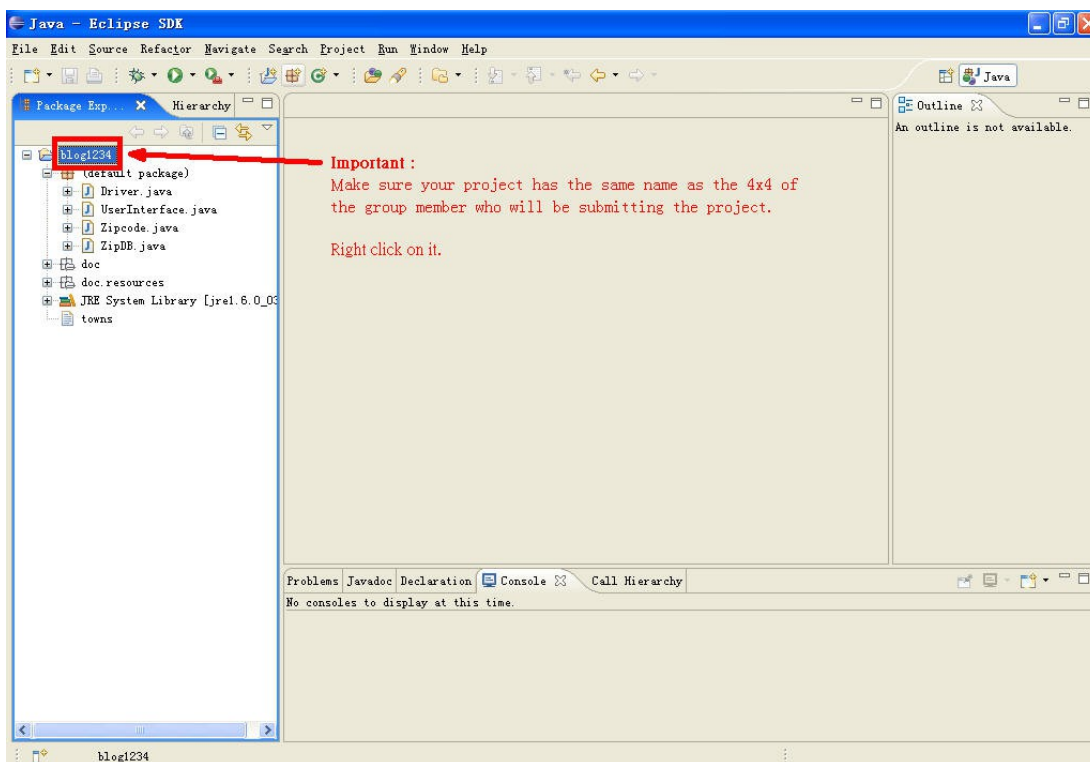 Java - Eclipse SDK
File Edit Source Refactor Navigate Search Project Run Window Help
Java
Package Exp...
Hierarchy
Outline
An outline is not available.
blog1234
(default package)
Driver.java
UserInterface.java
Zipcode.java
ZipDB.java
doc
doc.resources
JRE System Library [jre1.6.0_03
towns
Important :
Make sure your project has the same name as the 4x4 of
the group member who will be submitting the project.
Right click on it.
Problems Javadoc Declaration Console Call Hierarchy
No consoles to display at this time.
blog1234